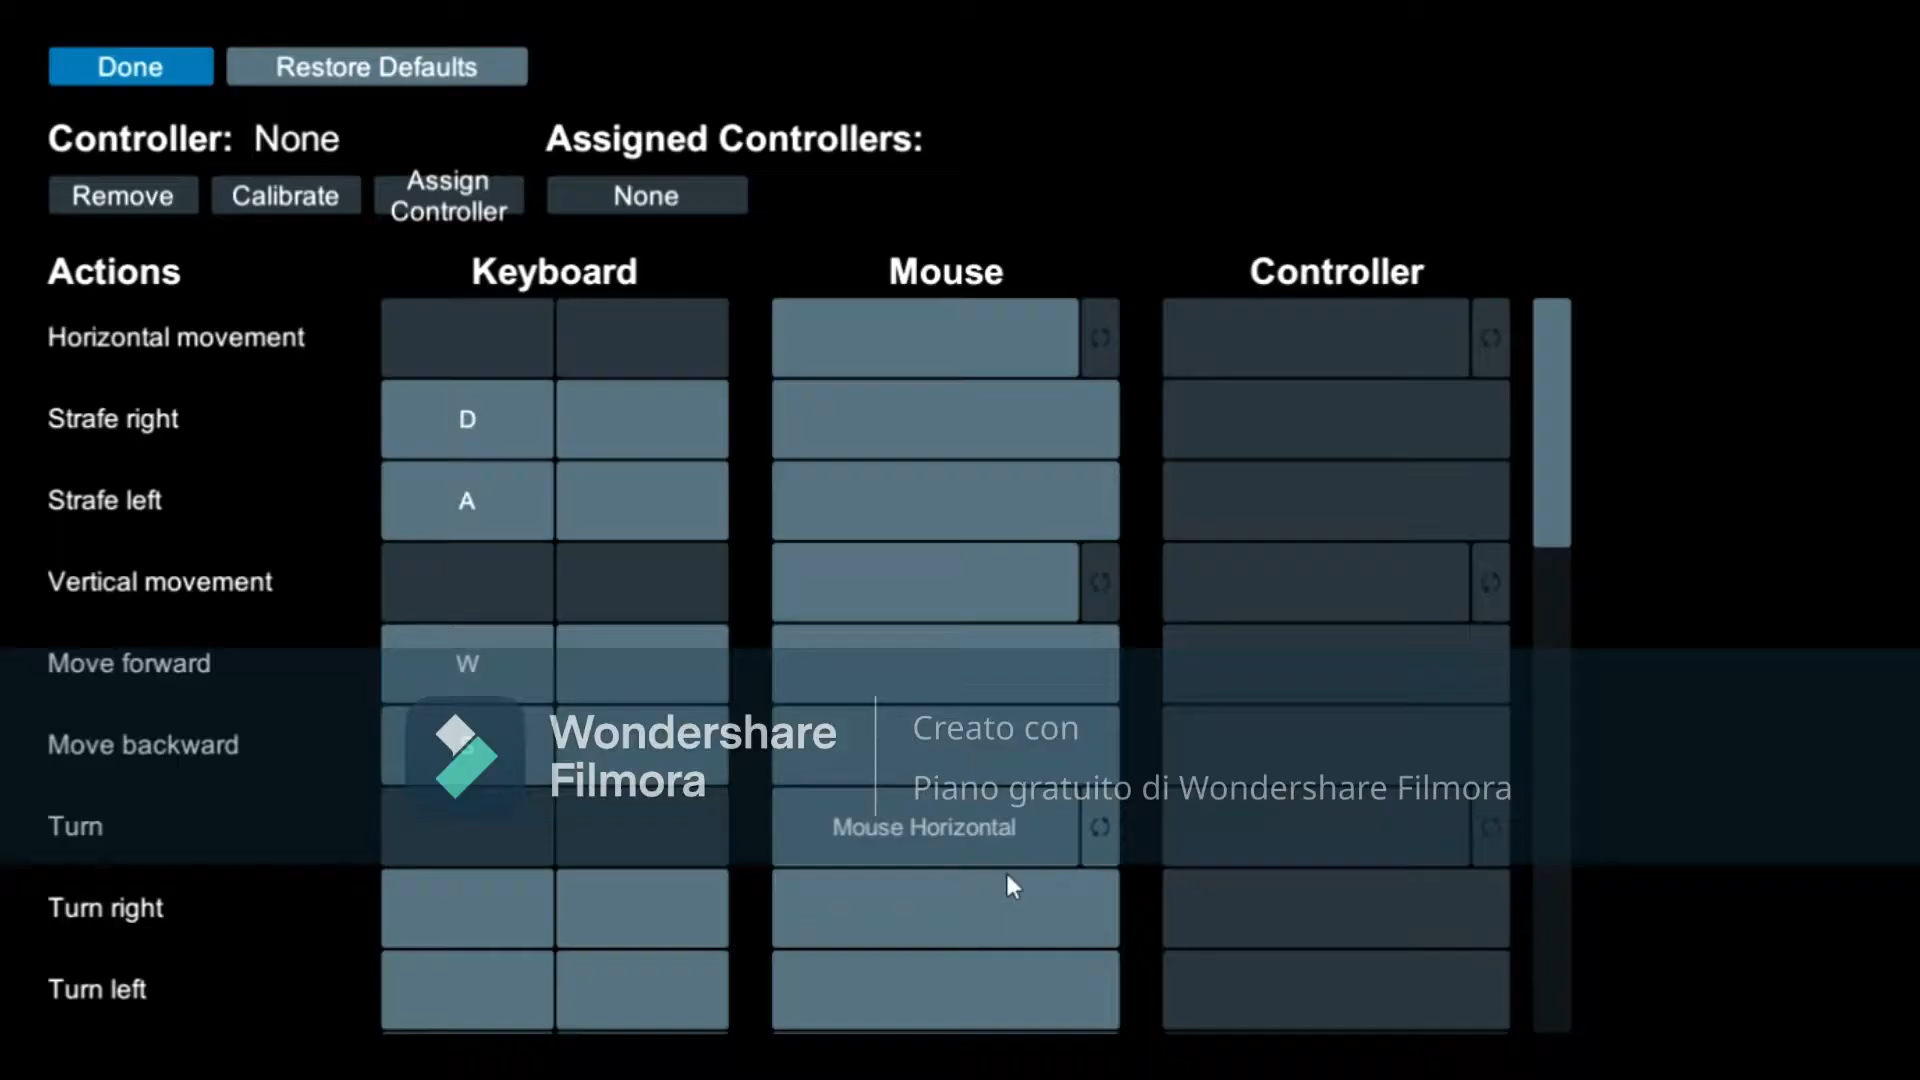 Done Restore Defaults
Controller: None Assigned Controllers:
Remove Calibrate Assign Controller None
Actions Keyboard Mouse Controller
Horizontal movement
Strafe right D
Strafe left A
Vertical movement
Move forward W
Move backward
Wondershare Filmora
Creato con
Piano gratuito di Wondershare Filmora
Turn Mouse Horizontal
Turn right
Turn left